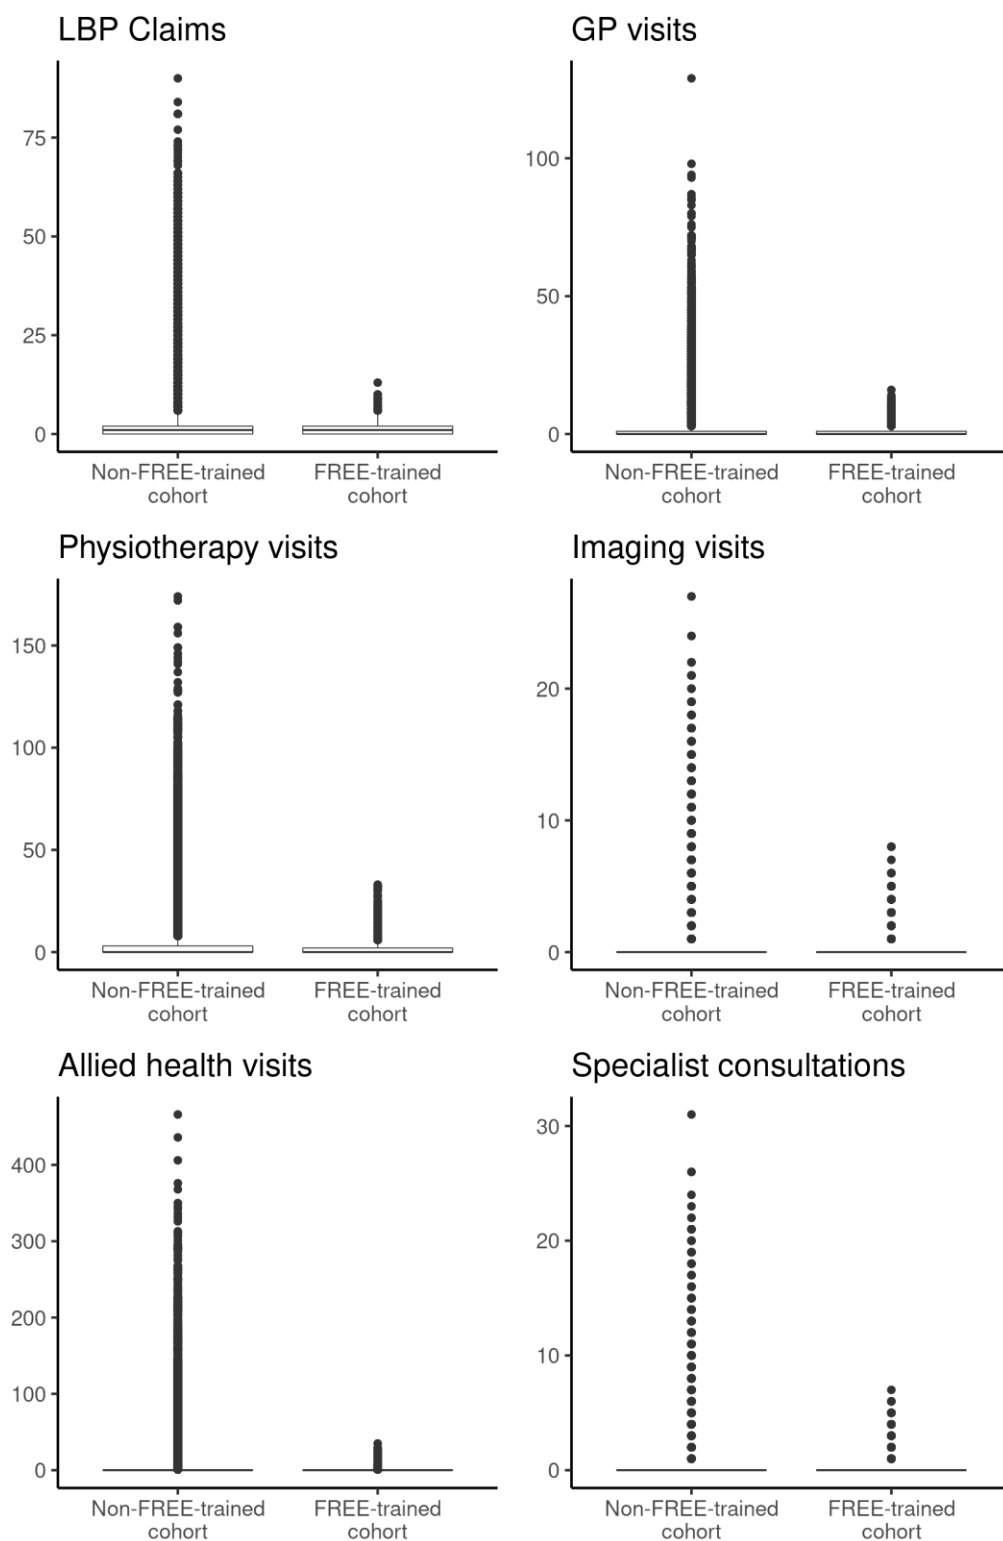 LBP Claims
75
50
25
0
Non-FREE-trained
cohort
FREE-trained
cohort
GP visits
100
50
0
Non-FREE-trained
cohort
FREE-trained
cohort
Physiotherapy visits
150
100
50
0
Non-FREE-trained
cohort
FREE-trained
cohort
Imaging visits
20
10
0
Non-FREE-trained
cohort
FREE-trained
cohort
Allied health visits
400
300
200
100
0
Non-FREE-trained
cohort
FREE-trained
cohort
Specialist consultations
30
20
10
0
Non-FREE-trained
cohort
FREE-trained
cohort